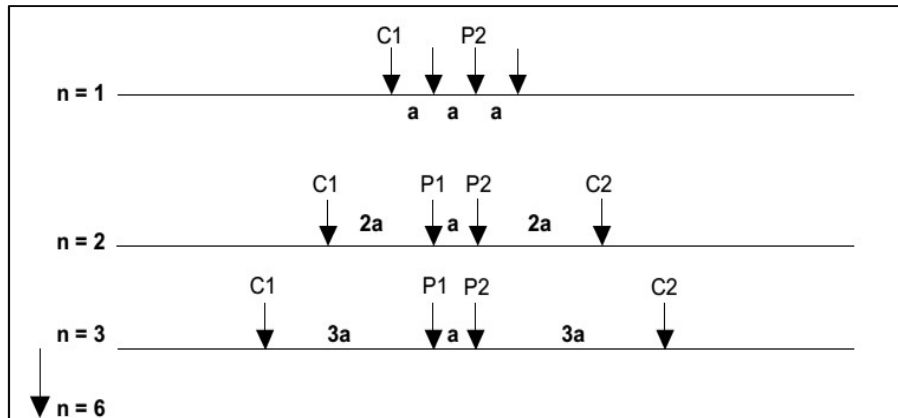 C1 P2
n = 1
a a a
C1 P1 P2 C2
2a a 2a
n = 2
C1 P1 P2 C2
n = 3 3a a 3a
n = 6